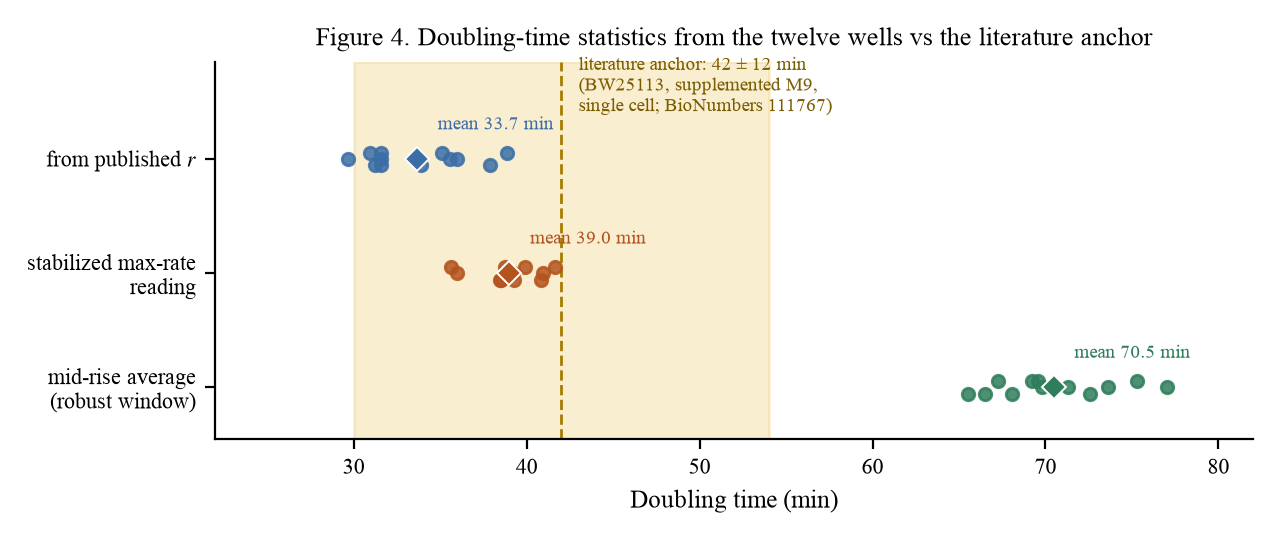 Figure 4. Doubling-time statistics from the twelve wells vs the literature anchor
literature anchor: 42 ± 12 min
(BW25113, supplemented M9,
single cell; BioNumbers 111767)
mean 33.7 min
from published r
mean 39.0 min
stabilized max-rate
reading
mean 70.5 min
mid-rise average
(robust window)
30 40 50 60 70 80
Doubling time (min)